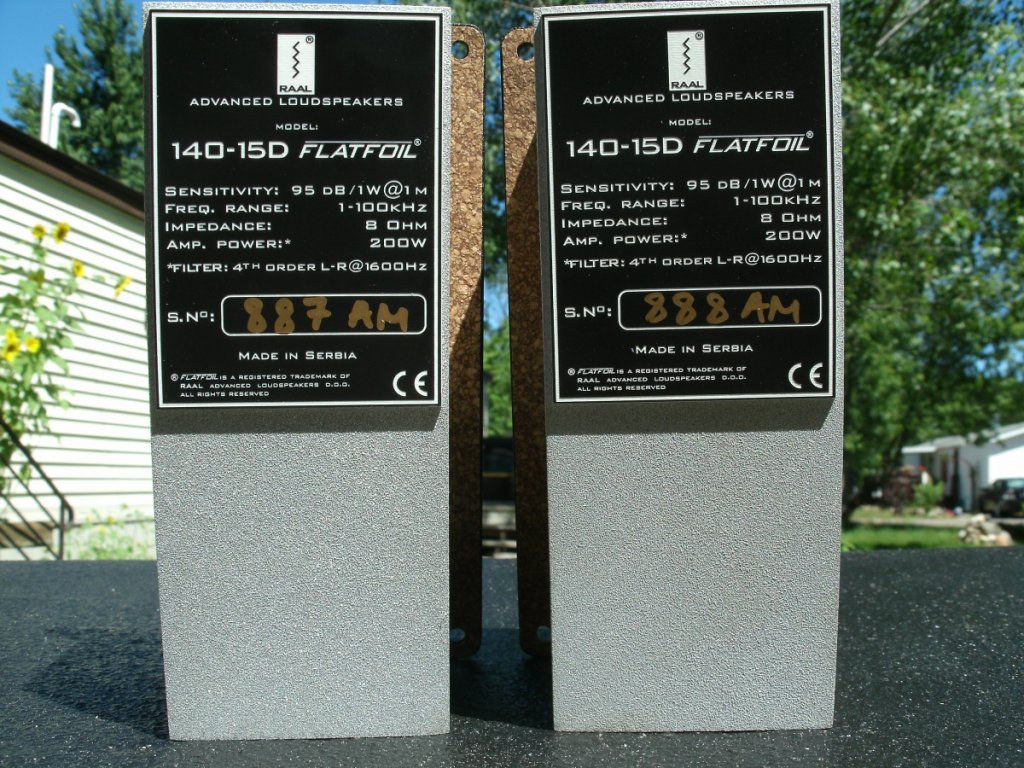 RAAL®
ADVANCED LOUDSPEAKERS
MODEL:
140-15D FLATFOIL®
SENSITIVITY: 95 DB/1W@1M
FREQ. RANGE: 1-100KHZ
IMPEDANCE: 8 OHM
AMP. POWER:* 200W
*FILTER: 4TH ORDER L-R@1600HZ
S.NO: 887 AM
MADE IN SERBIA
® FLATFOIL IS A REGISTERED TRADEMARK OF
RAAL ADVANCED LOUDSPEAKERS D.O.O.
ALL RIGHTS RESERVED
CE
RAAL®
ADVANCED LOUDSPEAKERS
MODEL:
140-15D FLATFOIL®
SENSITIVITY: 95 DB/1W@1M
FREQ. RANGE: 1-100KHZ
IMPEDANCE: 8 OHM
AMP. POWER:* 200W
*FILTER: 4TH ORDER L-R@1600HZ
S.NO: 888 AM
MADE IN SERBIA
® FLATFOIL IS A REGISTERED TRADEMARK OF
RAAL ADVANCED LOUDSPEAKERS D.O.O.
ALL RIGHTS RESERVED
CE